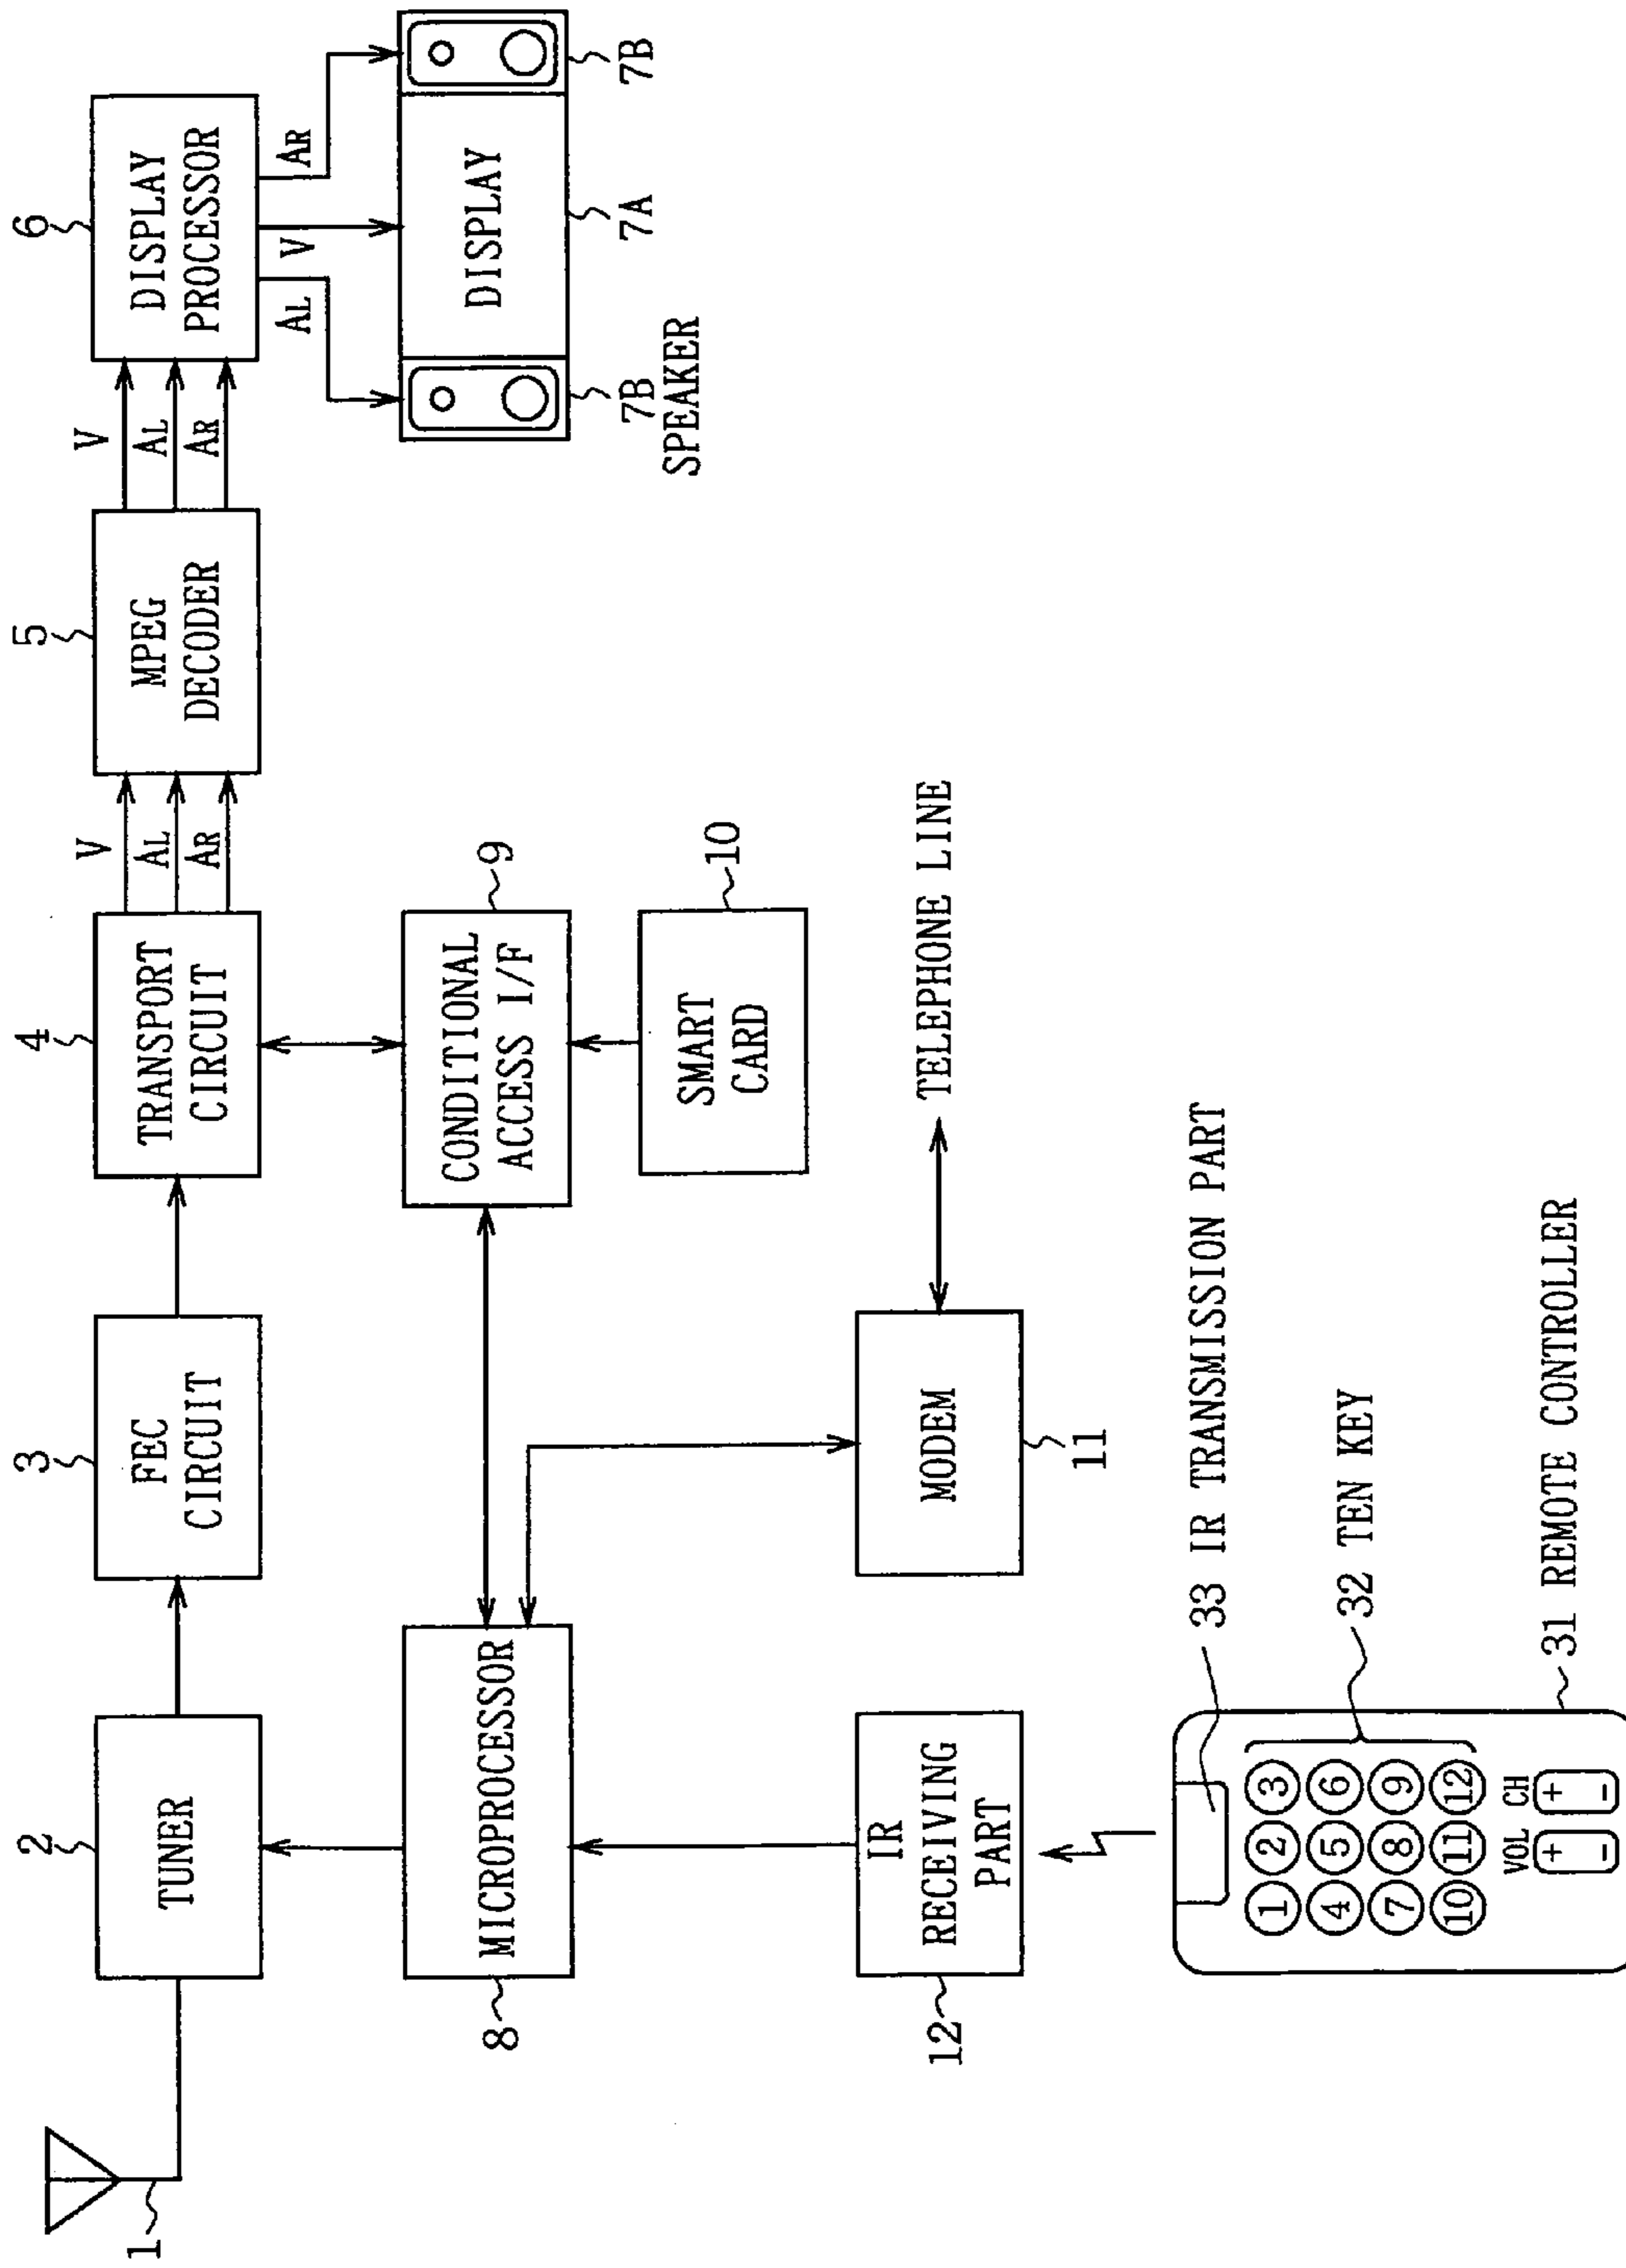 1
2
TUNER
3
FEC
CIRCUIT
4
TRANSPORT
CIRCUIT
V
AL
AR
5
MPEG
DECODER
V
AL
AR
6
DISPLAY
PROCESSOR
AL
V
AR
DISPLAY
7B
SPEAKER
7A
7B
8
MICROPROCESSOR
CONDITIONAL
ACCESS I/F
9
SMART
CARD
10
12
IR
RECEIVING
PART
MODEM
11
TELEPHONE LINE
33 IR TRANSMISSION PART
1 2 3
4 5 6
7 8 9
10 11 12
32 TEN KEY
VOL CH
+ +
- -
31 REMOTE CONTROLLER